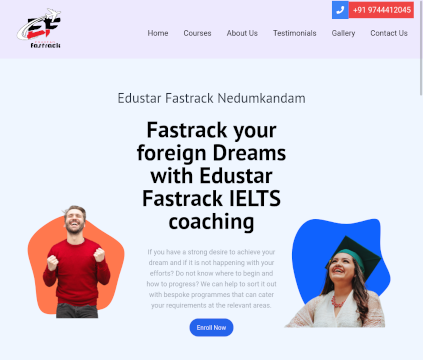 +91 9744412045
Fastrack
Home Courses About Us Testimonials Gallery Contact Us
Edustar Fastrack Nedumkandam
Fastrack your
foreign Dreams
with Edustar
Fastrack IELTS
coaching
If you have a strong desire to achieve your
dream and if it is not happening with your
efforts? Do not know where to begin and
how to progress? We can help to sort it out
with bespoke programmes that can cater
your requirements at the relevant areas.
Enroll Now